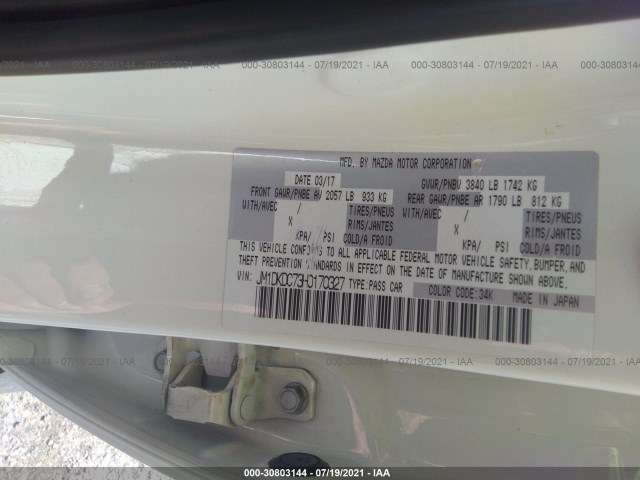 000-30803144 - 07/19/2021 - IAA
000-30803144 - 07/19/2021 - IAA
000-30803144 - 07/19/2021 - IAA
MFD. BY MAZDA MOTOR CORPORATION
DATE 03/17
GVWR/PNBV 3840 LB 1742 KG
FRONT GAWR/PNBE AV 2057 LB 933 KG
REAR GAWR/PNBE AR 1790 LB 812 KG
WITH/AVEC / TIRES/PNEUS
WITH/AVEC / TIRES/PNEUS
X RIMS/JANTES
X RIMS/JANTES
KPA/ PSI COLD/A FROID
KPA/ PSI COLD/A FROID
THIS VEHICLE CONFORMS TO ALL APPLICABLE FEDERAL MOTOR VEHICLE SAFETY, BUMPER, AND
THEFT PREVENTION STANDARDS IN EFFECT ON THE DATE OF MANUFACTURE SHOWN ABOVE.
VIN: JM1DKDC73H0170327 TYPE:PASS CAR
COLOR CODE:34K MADE IN JAPAN
000-30803144 - 07/19/2021 - IAA
000-30803144 - 07/19/2021 - IAA
000-30803144 - 07/19/2021 - IAA
000-30803144 - 07/19/2021 - IAA